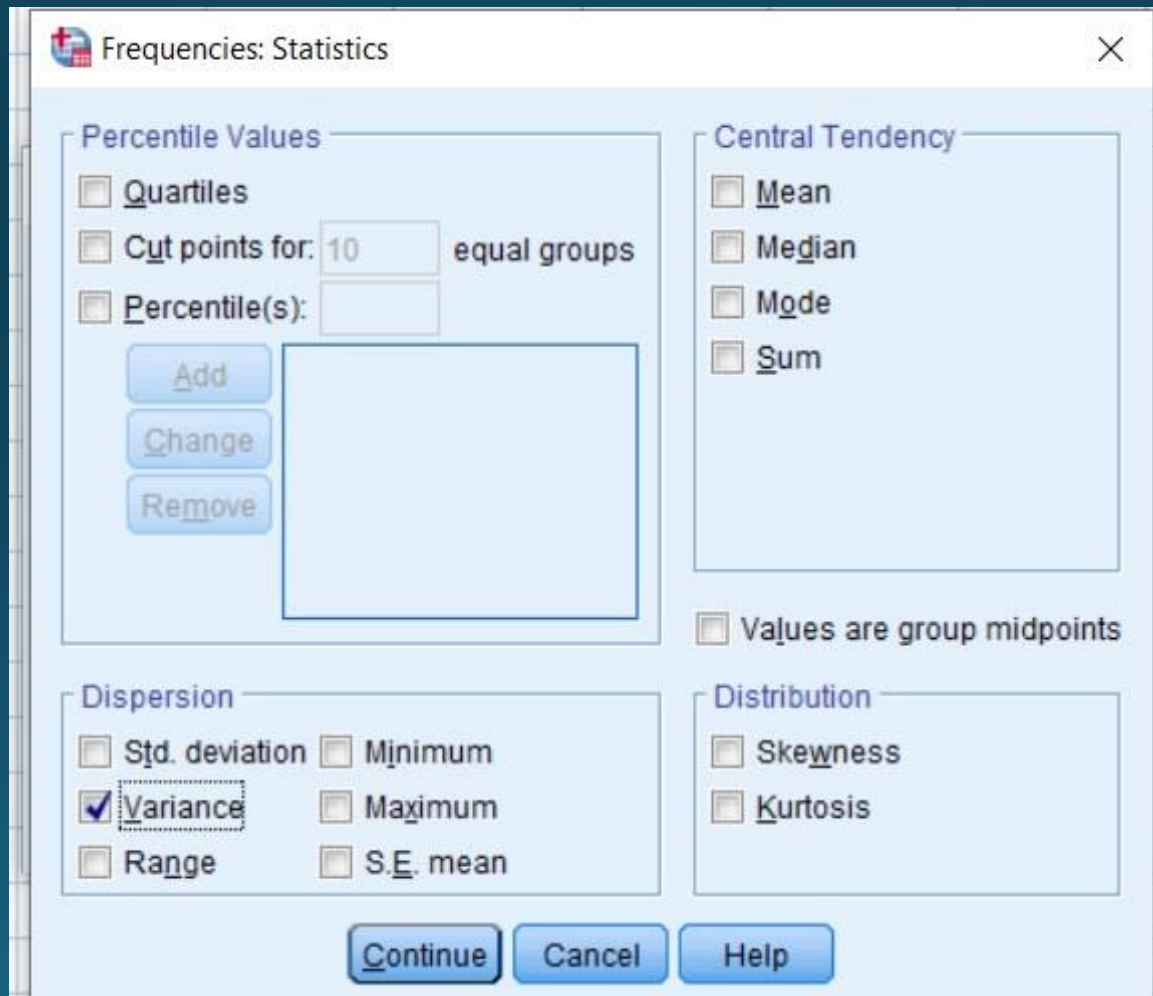 Frequencies: Statistics
Percentile Values
Quartiles
Cut points for: 10 equal groups
Percentile(s):
Add
Change
Remove
Central Tendency
Mean
Median
Mode
Sum
Values are group midpoints
Dispersion
Std. deviation Minimum
Variance Maximum
Range S.E. mean
Distribution
Skewness
Kurtosis
Continue Cancel Help